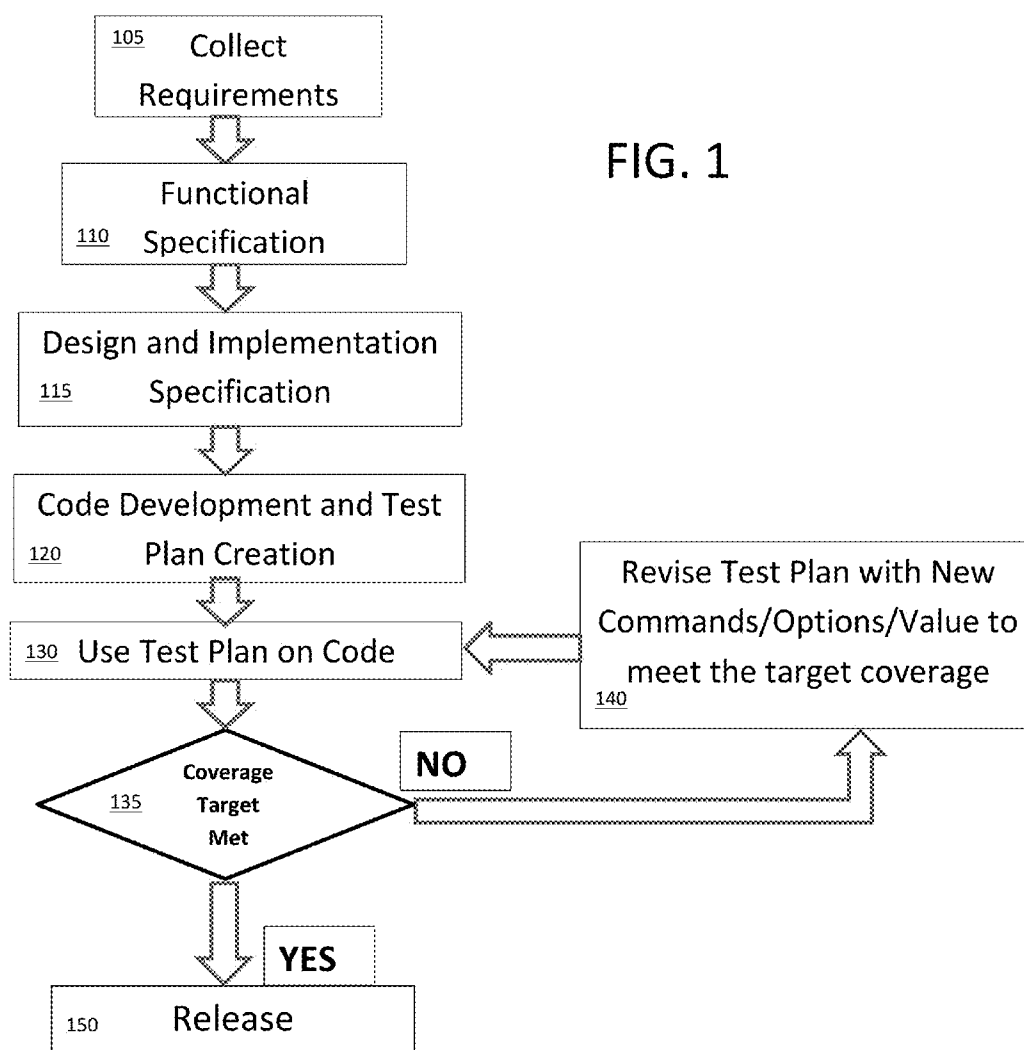 105
Collect
Requirements
FIG. 1
Functional
110
Specification
Design and Implementation
115
Specification
Code Development and Test
120
Plan Creation
Revise Test Plan with New
Commands/Options/Value to
meet the target coverage
140
130 Use Test Plan on Code
NO
Coverage
135 Target
Met
YES
150 Release